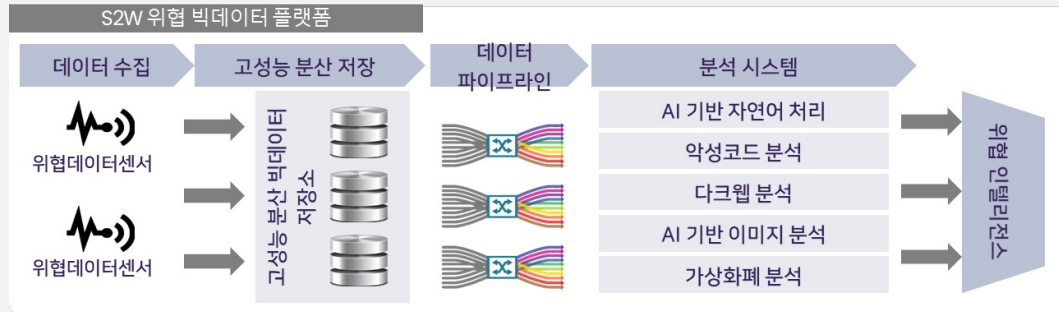 S2W 위협 빅데이터 플랫폼
데이터 수집
고성능 분산 저장
데이터
파이프라인
분석 시스템
위협데이터센서
위협데이터센서
고성능 분산 빅데이터
저장소
AI 기반 자연어 처리
악성코드 분석
다크웹 분석
AI 기반 이미지 분석
가상화폐 분석
위협 인텔리전스